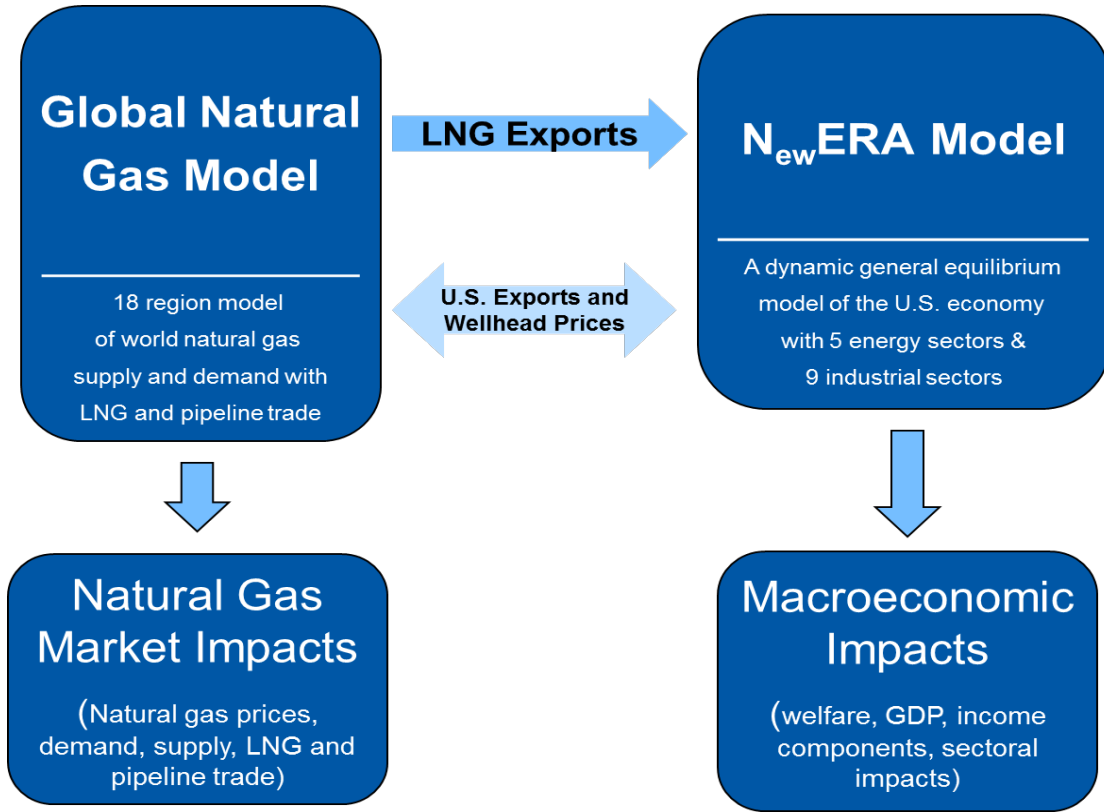 Global Natural
Gas Model
18 region model
of world natural gas
supply and demand with
LNG and pipeline trade
LNG Exports
U.S. Exports and
Wellhead Prices
NewERA Model
A dynamic general equilibrium
model of the U.S. economy
with 5 energy sectors &
9 industrial sectors
Natural Gas
Market Impacts
(Natural gas prices,
demand, supply, LNG and
pipeline trade)
Macroeconomic
Impacts
(welfare, GDP, income
components, sectoral
impacts)